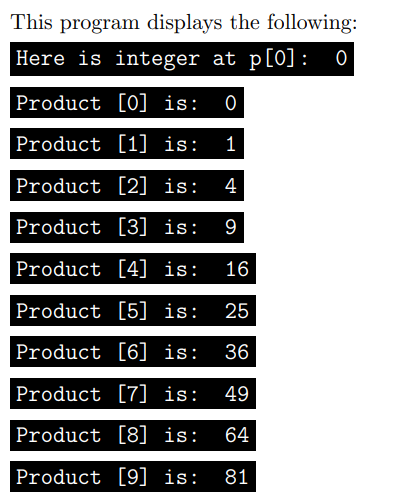 This program displays the following:
Here is integer at p[0]: 0
Product [0] is: 0
Product [1] is: 1
Product [2] is: 4
Product [3] is: 9
Product [4] is: 16
Product [5] is: 25
Product [6] is: 36
Product [7] is: 49
Product [8] is: 64
Product [9] is: 81